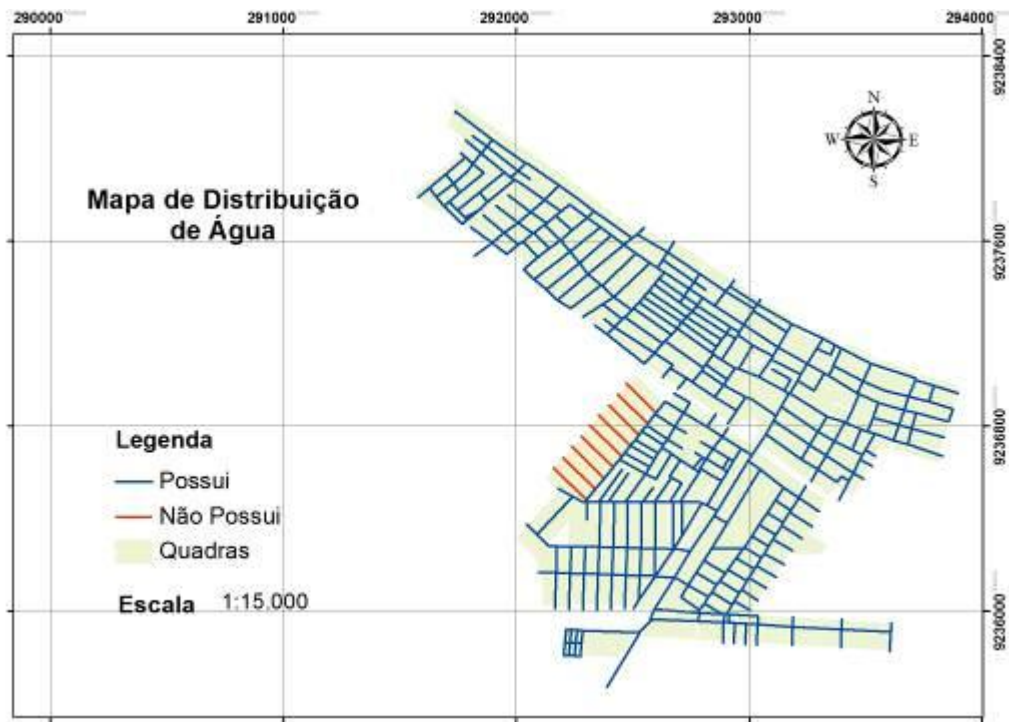 290000 291000 292000 293000 294000
9238400
N
W E
S
Mapa de Distribuição
de Água
9237600
9236800
Legenda
Possui
Não Possui
Quadras
Escala 1:15.000
9236000